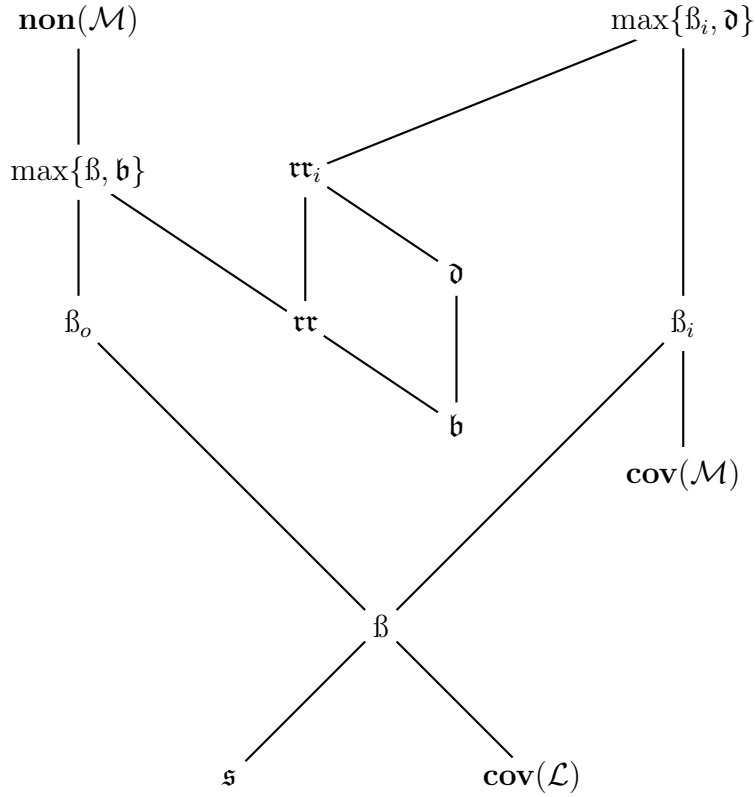 non(ℳ) max{ß_i, 𝔡}
max{ß, 𝔟} 𝔯𝔯_i
𝔡
ß_o 𝔯𝔯 ß_i
𝔟
cov(ℳ)
ß
𝔰 cov(ℒ)